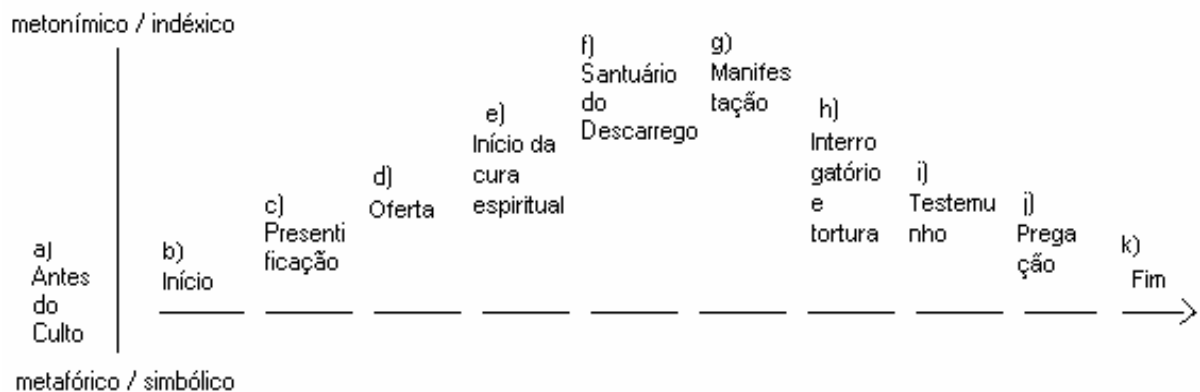 metonímico / indéxico
a)
Antes
do
Culto
b)
Início
c)
Presenti
ficação
d)
Oferta
e)
Início da
cura
espiritual
f)
Santuário
do
Descarrego
g)
Manifes
tação
h)
Interro
gatório
e
tortura
i)
Testemu
nho
j)
Prega
ção
k)
Fim
metafórico / simbólico